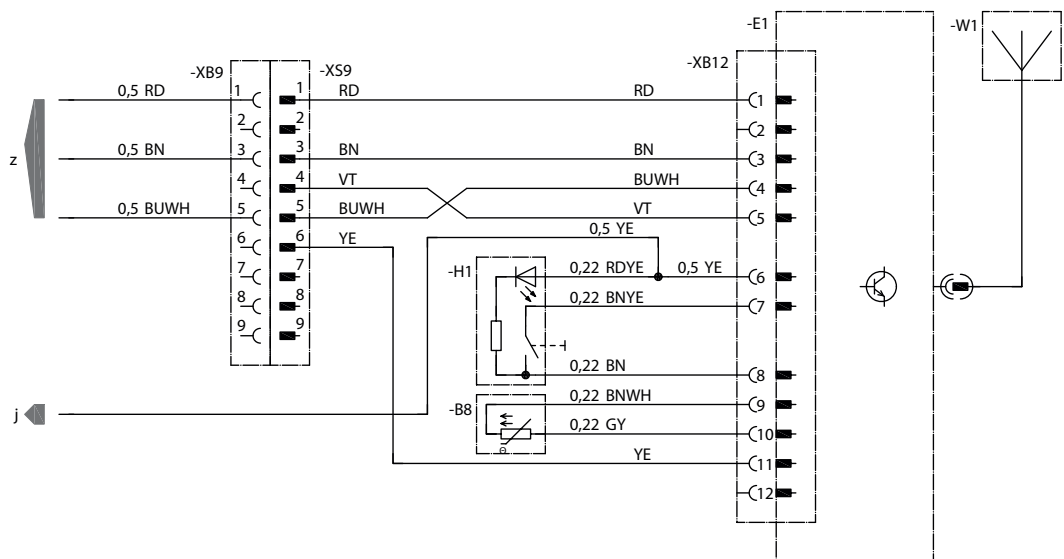 -E1
-W1
-XB12
-XB9 -XS9
0,5 RD 1 1 RD RD 1
2 2 2
z 0,5 BN 3 3 BN BN 3
4 4 VT BUWH 4
0,5 BUWH 5 5 BUWH VT 5
0,5 YE
6 6 YE
-H1 0,22 RDYE 0,5 YE 6
7 7
0,22 BNYE 7
8 8
9 9
0,22 BN 8
0,22 BNWH 9
j -B8
0,22 GY 10
Θ
YE 11
12